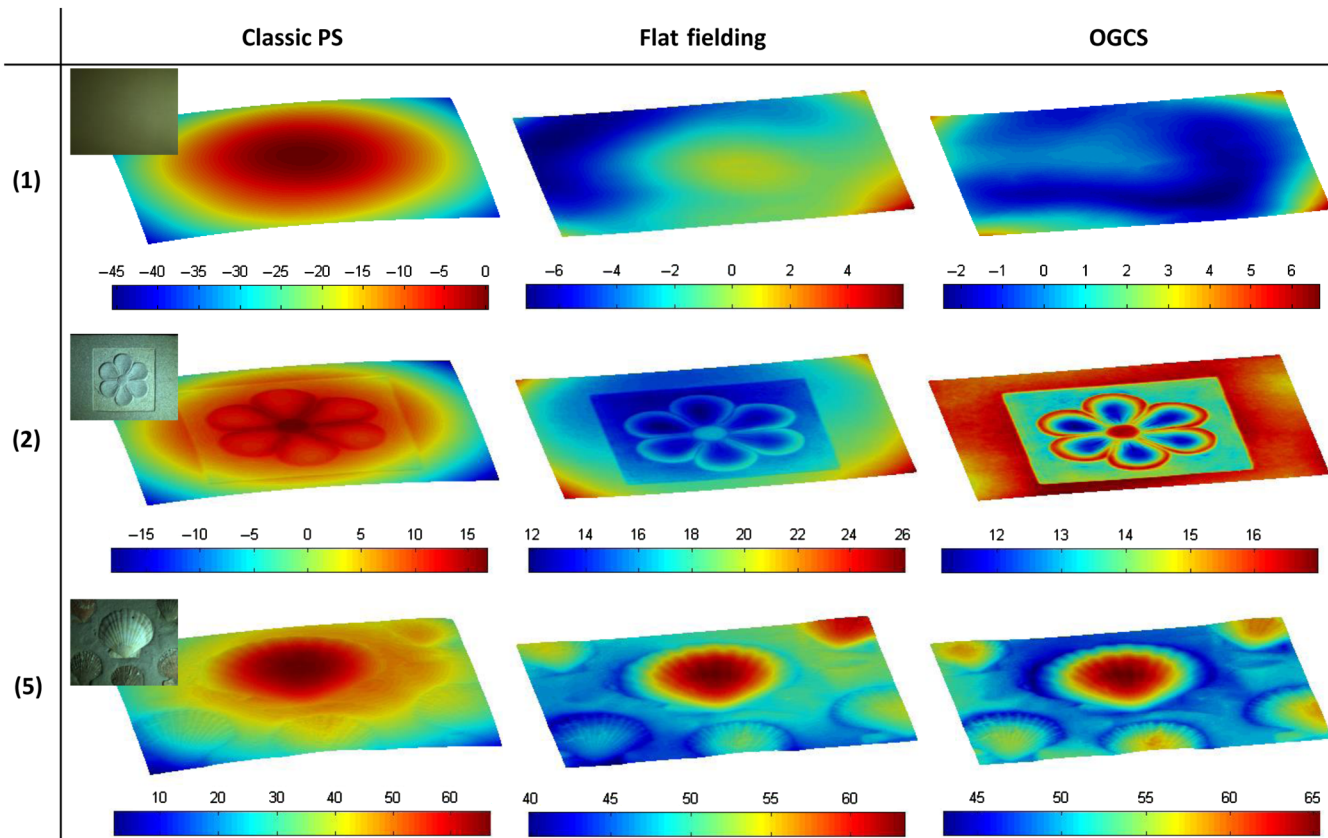 Classic PS Flat fielding OGCS
(1)
–45 –40 –35 –30 –25 –20 –15 –10 –5 0
–6 –4 –2 0 2 4
–2 –1 0 1 2 3 4 5 6
(2)
–15 –10 –5 0 5 10 15
12 14 16 18 20 22 24 26
12 13 14 15 16
(5)
10 20 30 40 50 60
40 45 50 55 60
45 50 55 60 65